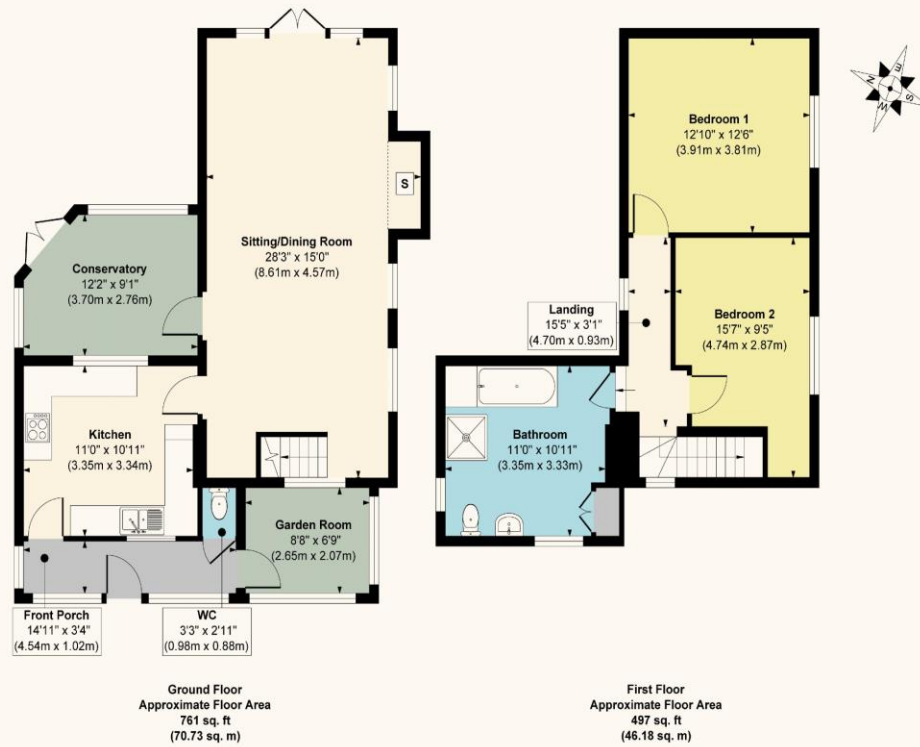 Bedroom 1
12'10" x 12'6"
(3.91m x 3.81m)
N
E
S
W
S
Sitting/Dining Room
28'3" x 15'0"
(8.61m x 4.57m)
Conservatory
12'2" x 9'1"
(3.70m x 2.76m)
Landing
15'5" x 3'1"
(4.70m x 0.93m)
Bedroom 2
15'7" x 9'5"
(4.74m x 2.87m)
Kitchen
11'0" x 10'11"
(3.35m x 3.34m)
Bathroom
11'0" x 10'11"
(3.35m x 3.33m)
Garden Room
8'8" x 6'9"
(2.65m x 2.07m)
Front Porch
14'11" x 3'4"
(4.54m x 1.02m)
WC
3'3" x 2'11"
(0.98m x 0.88m)
Ground Floor
Approximate Floor Area
761 sq. ft
(70.73 sq. m)
First Floor
Approximate Floor Area
497 sq. ft
(46.18 sq. m)